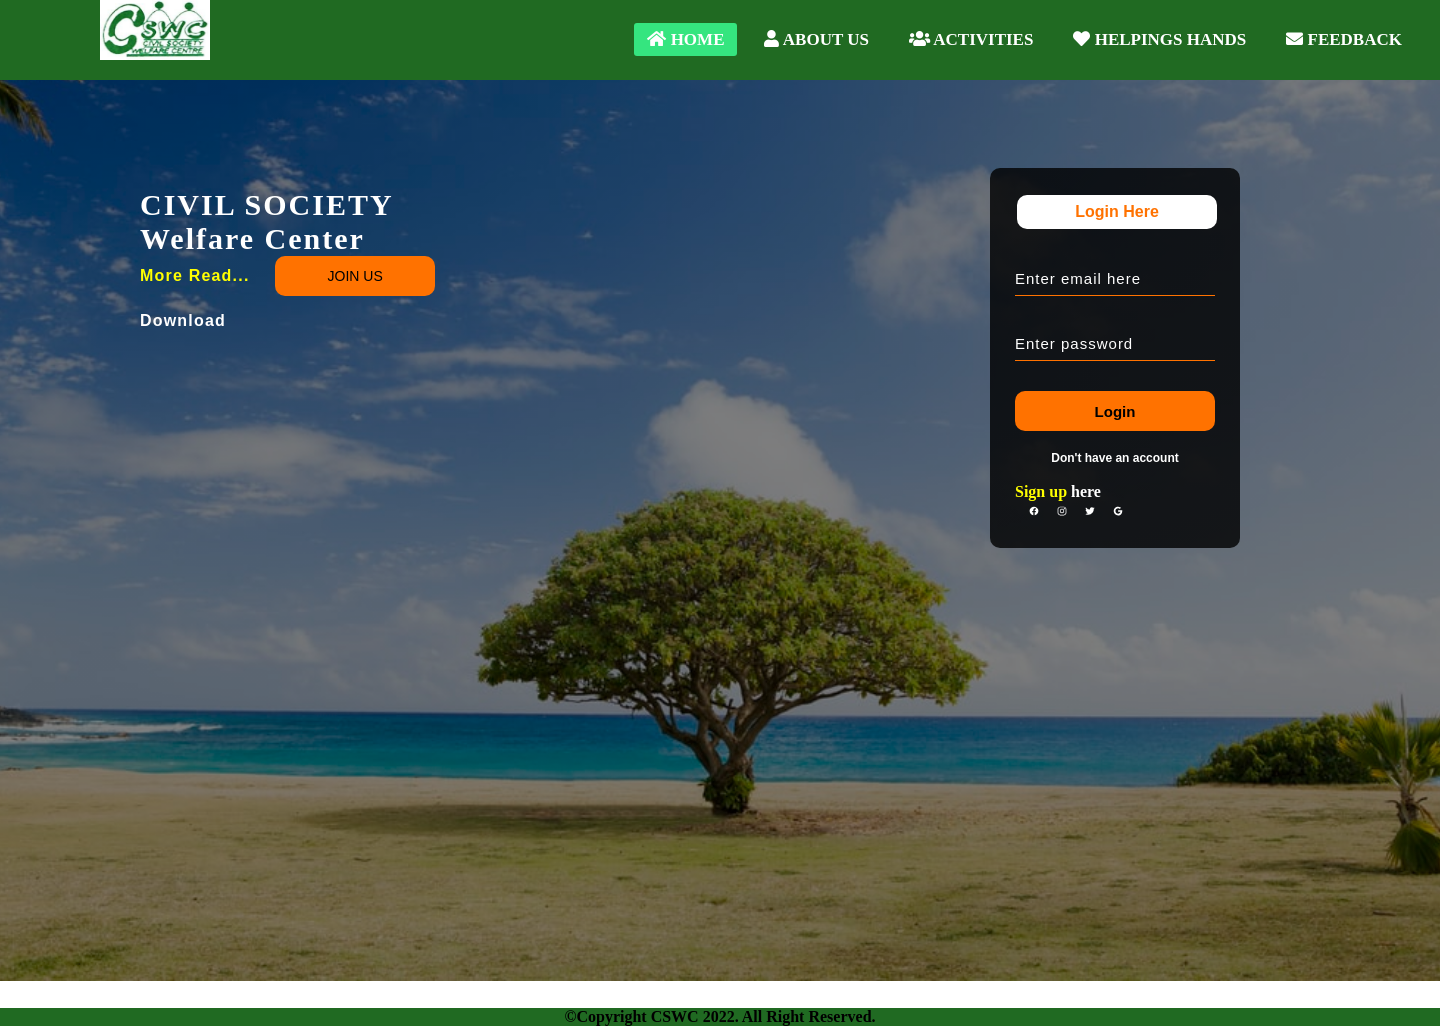 CSWC
CIVIL SOCIETY
WELFARE CENTRE
HOME ABOUT US ACTIVITIES HELPINGS HANDS FEEDBACK
CIVIL SOCIETY
Welfare Center
More Read... JOIN US
Download
Login Here
Enter email here
Enter password
Login
Don't have an account
Sign up here
©Copyright CSWC 2022. All Right Reserved.